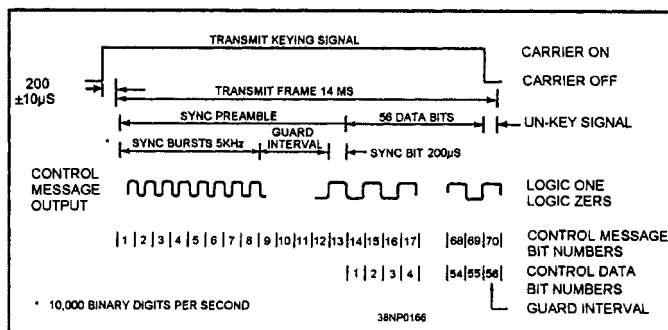 TRANSMIT KEYING SIGNAL
CARRIER ON
200
±10µS
TRANSMIT FRAME 14 MS
CARRIER OFF
SYNC PREAMBLE
56 DATA BITS
UN-KEY SIGNAL
* SYNC BURSTS 5KHz
GUARD
INTERVAL
SYNC BIT 200µS
CONTROL
MESSAGE
OUTPUT
LOGIC ONE
LOGIC ZEROS
1 2 3 4 5 6 7 8 9 10 11 12 13 14 15 16 17 68 69 70
CONTROL MESSAGE
BIT NUMBERS
1 2 3 4 54 55 56
CONTROL DATA
BIT NUMBERS
GUARD INTERVAL
* 10,000 BINARY DIGITS PER SECOND
38NP0166